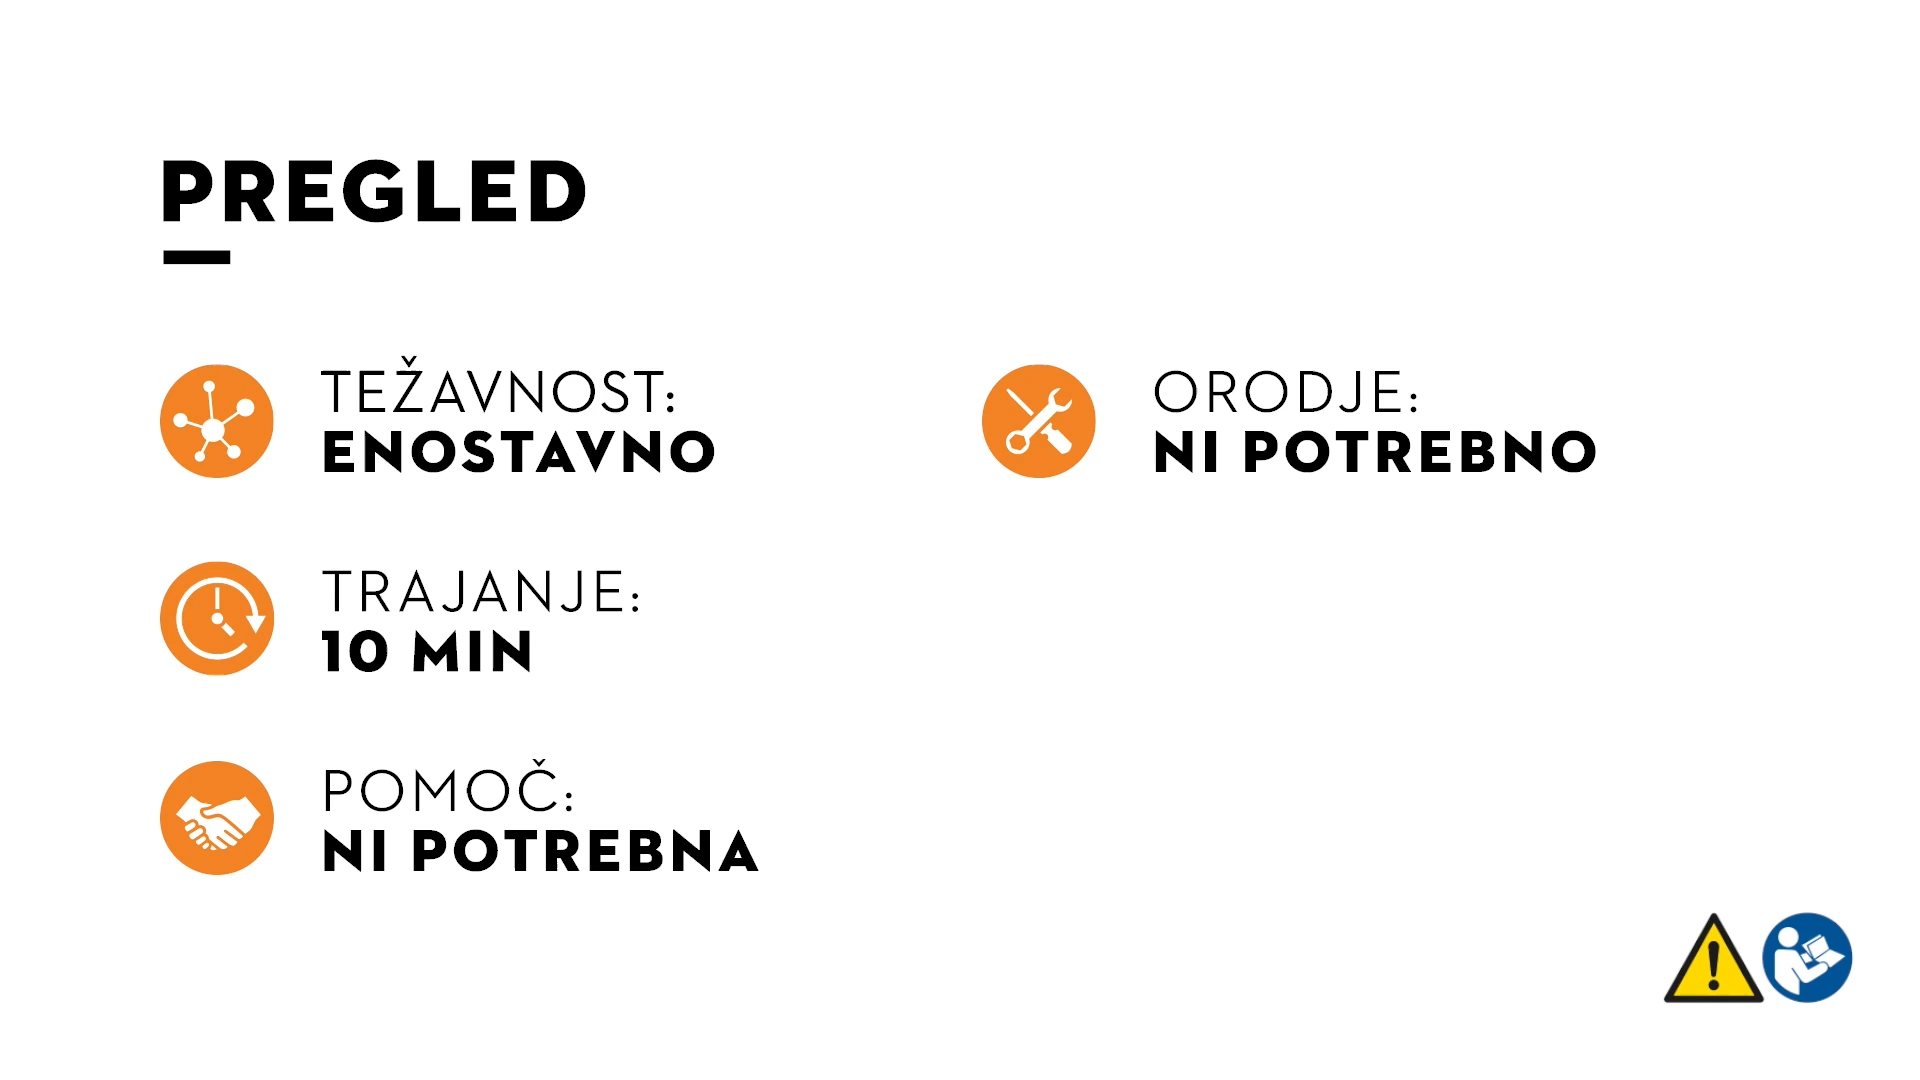 PREGLED
TEŽAVNOST:
ENOSTAVNO
TRAJANJE:
10 MIN
POMOČ:
NI POTREBNA
ORODJE:
NI POTREBNO